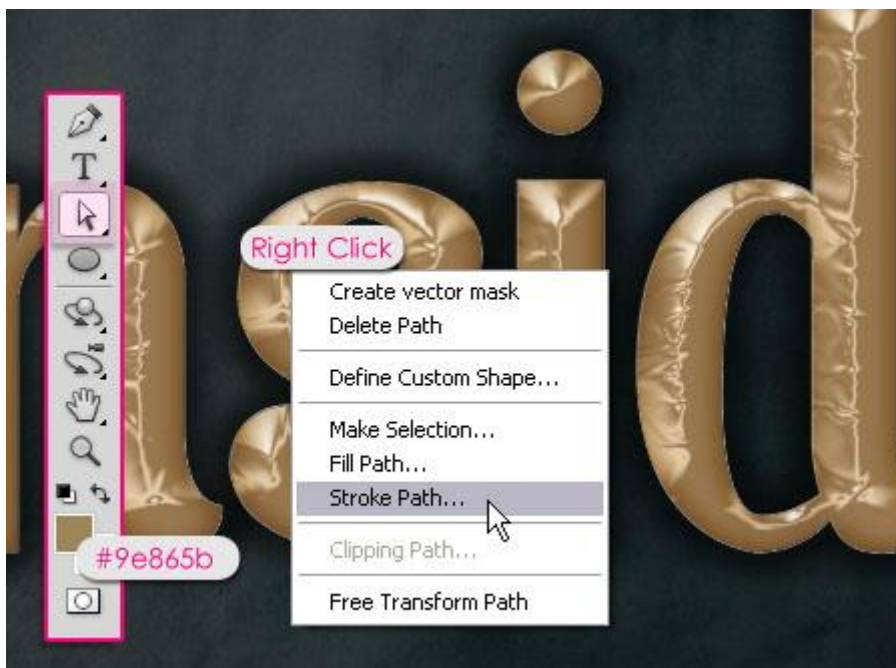 nsid
T
Right Click
Create vector mask
Delete Path
Define Custom Shape...
Make Selection...
Fill Path...
Stroke Path...
Clipping Path...
Free Transform Path
#9e865b